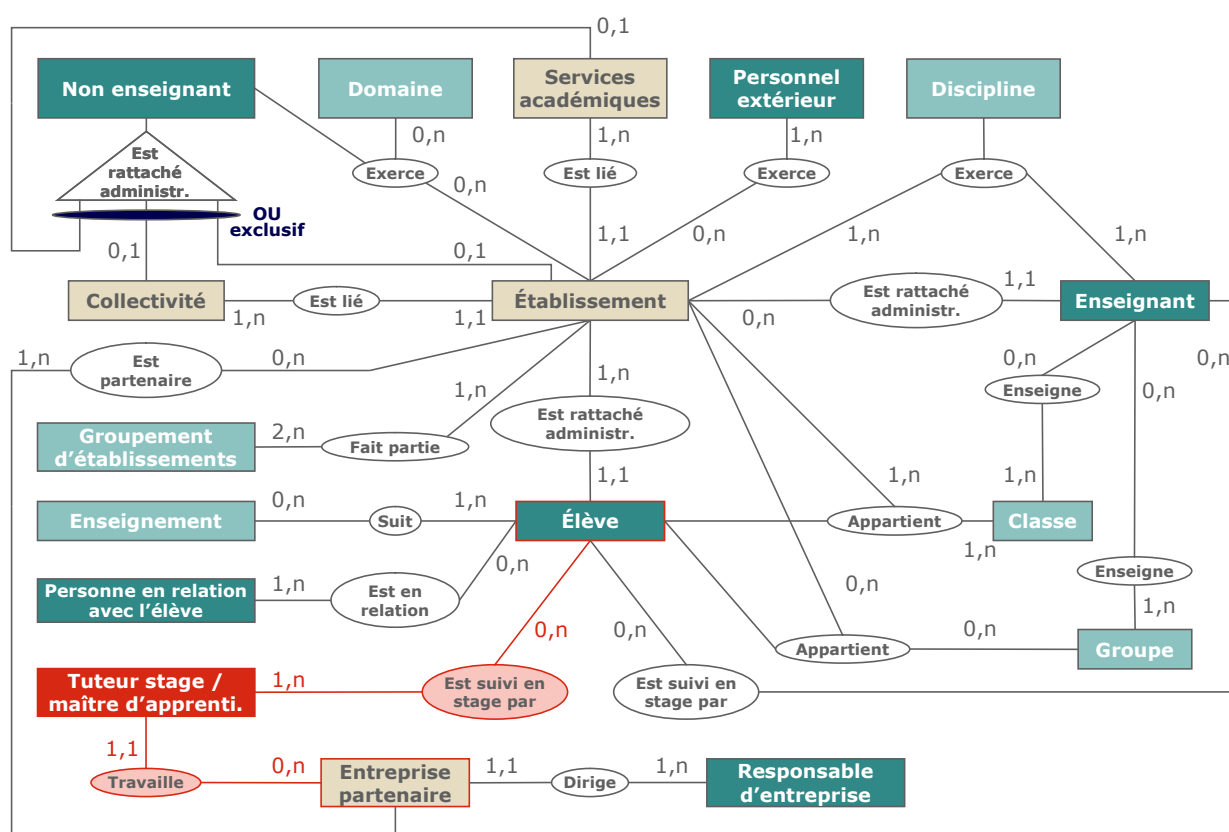 0,1
Non enseignant
Domaine
Services
académiques
Personnel
extérieur
Discipline
0,n
1,n
1,n
Est
rattaché
administr.
Exerce
Est lié
Exerce
Exerce
0,n
OU
exclusif
0,1
0,1
1,1
0,n
1,n
1,n
Collectivité
Est lié
Établissement
Est rattaché
administr.
1,1
Enseignant
1,n
1,1
0,n
1,n
Est
partenaire
0,n
1,n
1,n
0,n
0,n
0,n
Enseigne
Groupement
d’établissements
2,n
Fait partie
Est rattaché
administr.
1,1
1,n
1,n
Enseignement
0,n
Suit
1,n
Élève
Appartient
Classe
1,n
0,n
Personne en relation
avec l’élève
1,n
Est en
relation
0,n
Enseigne
1,n
0,n
0,n
0,n
Appartient
Groupe
Tuteur stage /
maître d’apprenti.
1,n
Est suivi en
stage par
Est suivi en
stage par
1,1
Travaille
0,n
Entreprise
partenaire
1,1
Dirige
1,n
Responsable
d’entreprise